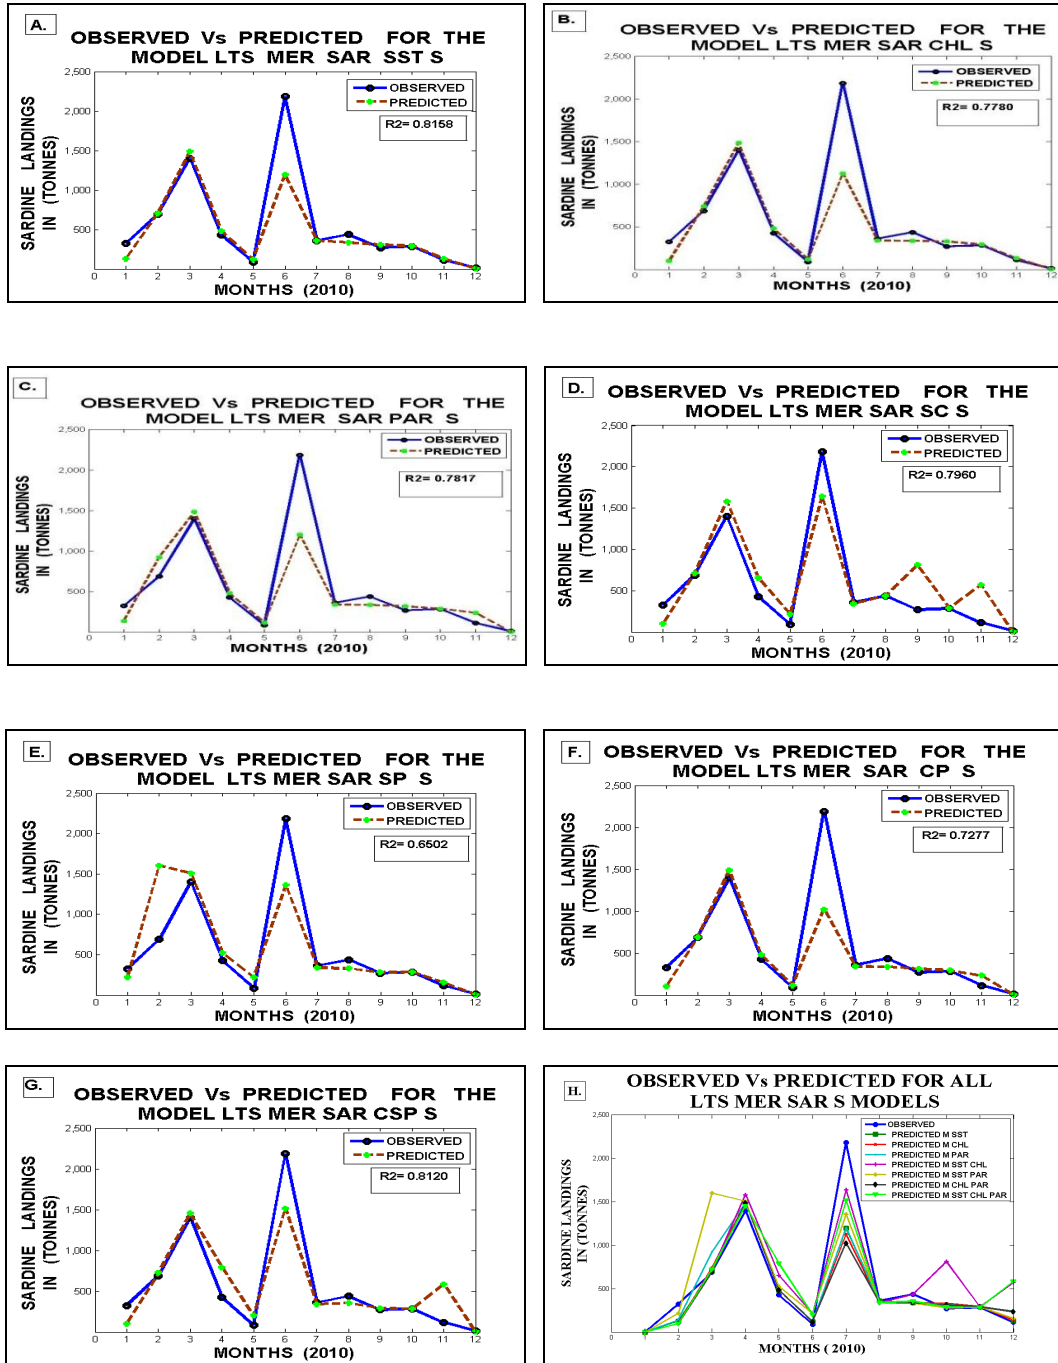 A.
OBSERVED Vs PREDICTED FOR THE
MODEL LTS MER SAR SST S
OBSERVED
PREDICTED
R2= 0.8158
SARDINE LANDINGS
IN (TONNES)
2,500
2,000
1,500
1,000
500
0 1 2 3 4 5 6 7 8 9 10 11 12
MONTHS (2010)
B.
OBSERVED Vs PREDICTED FOR THE
MODEL LTS MER SAR CHL S
OBSERVED
PREDICTED
R2= 0.7780
SARDINE LANDINGS
IN (TONNES)
2,500
2,000
1,500
1,000
500
0 1 2 3 4 5 6 7 8 9 10 11 12
MONTHS (2010)
C.
OBSERVED Vs PREDICTED FOR THE
MODEL LTS MER SAR PAR S
OBSERVED
PREDICTED
R2= 0.7817
SARDINE LANDINGS
IN (TONNES)
2,500
2,000
1,500
1,000
500
0 1 2 3 4 5 6 7 8 9 10 11 12
MONTHS (2010)
D.
OBSERVED Vs PREDICTED FOR THE
MODEL LTS MER SAR SC S
OBSERVED
PREDICTED
R2= 0.7960
SARDINE LANDINGS
IN (TONNES)
2,500
2,000
1,500
1,000
500
0 1 2 3 4 5 6 7 8 9 10 11 12
MONTHS (2010)
E.
OBSERVED Vs PREDICTED FOR THE
MODEL LTS MER SAR SP S
OBSERVED
PREDICTED
R2= 0.6502
SARDINE LANDINGS
IN (TONNES)
2,500
2,000
1,500
1,000
500
0 1 2 3 4 5 6 7 8 9 10 11 12
MONTHS (2010)
F.
OBSERVED Vs PREDICTED FOR THE
MODEL LTS MER SAR CP S
OBSERVED
PREDICTED
R2= 0.7277
SARDINE LANDINGS
IN (TONNES)
2,500
2,000
1,500
1,000
500
0 1 2 3 4 5 6 7 8 9 10 11 12
MONTHS (2010)
G.
OBSERVED Vs PREDICTED FOR THE
MODEL LTS MER SAR CSP S
OBSERVED
PREDICTED
R2= 0.8120
SARDINE LANDINGS
IN (TONNES)
2,500
2,000
1,500
1,000
500
0 1 2 3 4 5 6 7 8 9 10 11 12
MONTHS (2010)
H.
OBSERVED Vs PREDICTED FOR ALL
LTS MER SAR S MODELS
OBSERVED
PREDICTED M SST
PREDICTED M CHL
PREDICTED M PAR
PREDICTED M SST CHL
PREDICTED M SST PAR
PREDICTED M CHL PAR
PREDICTED M SST CHL PAR
SARDINE LANDINGS
IN (TONNES)
2,500
2,000
1,500
1,000
500
0
1 2 3 4 5 6 7 8 9 10 11 12
MONTHS ( 2010)